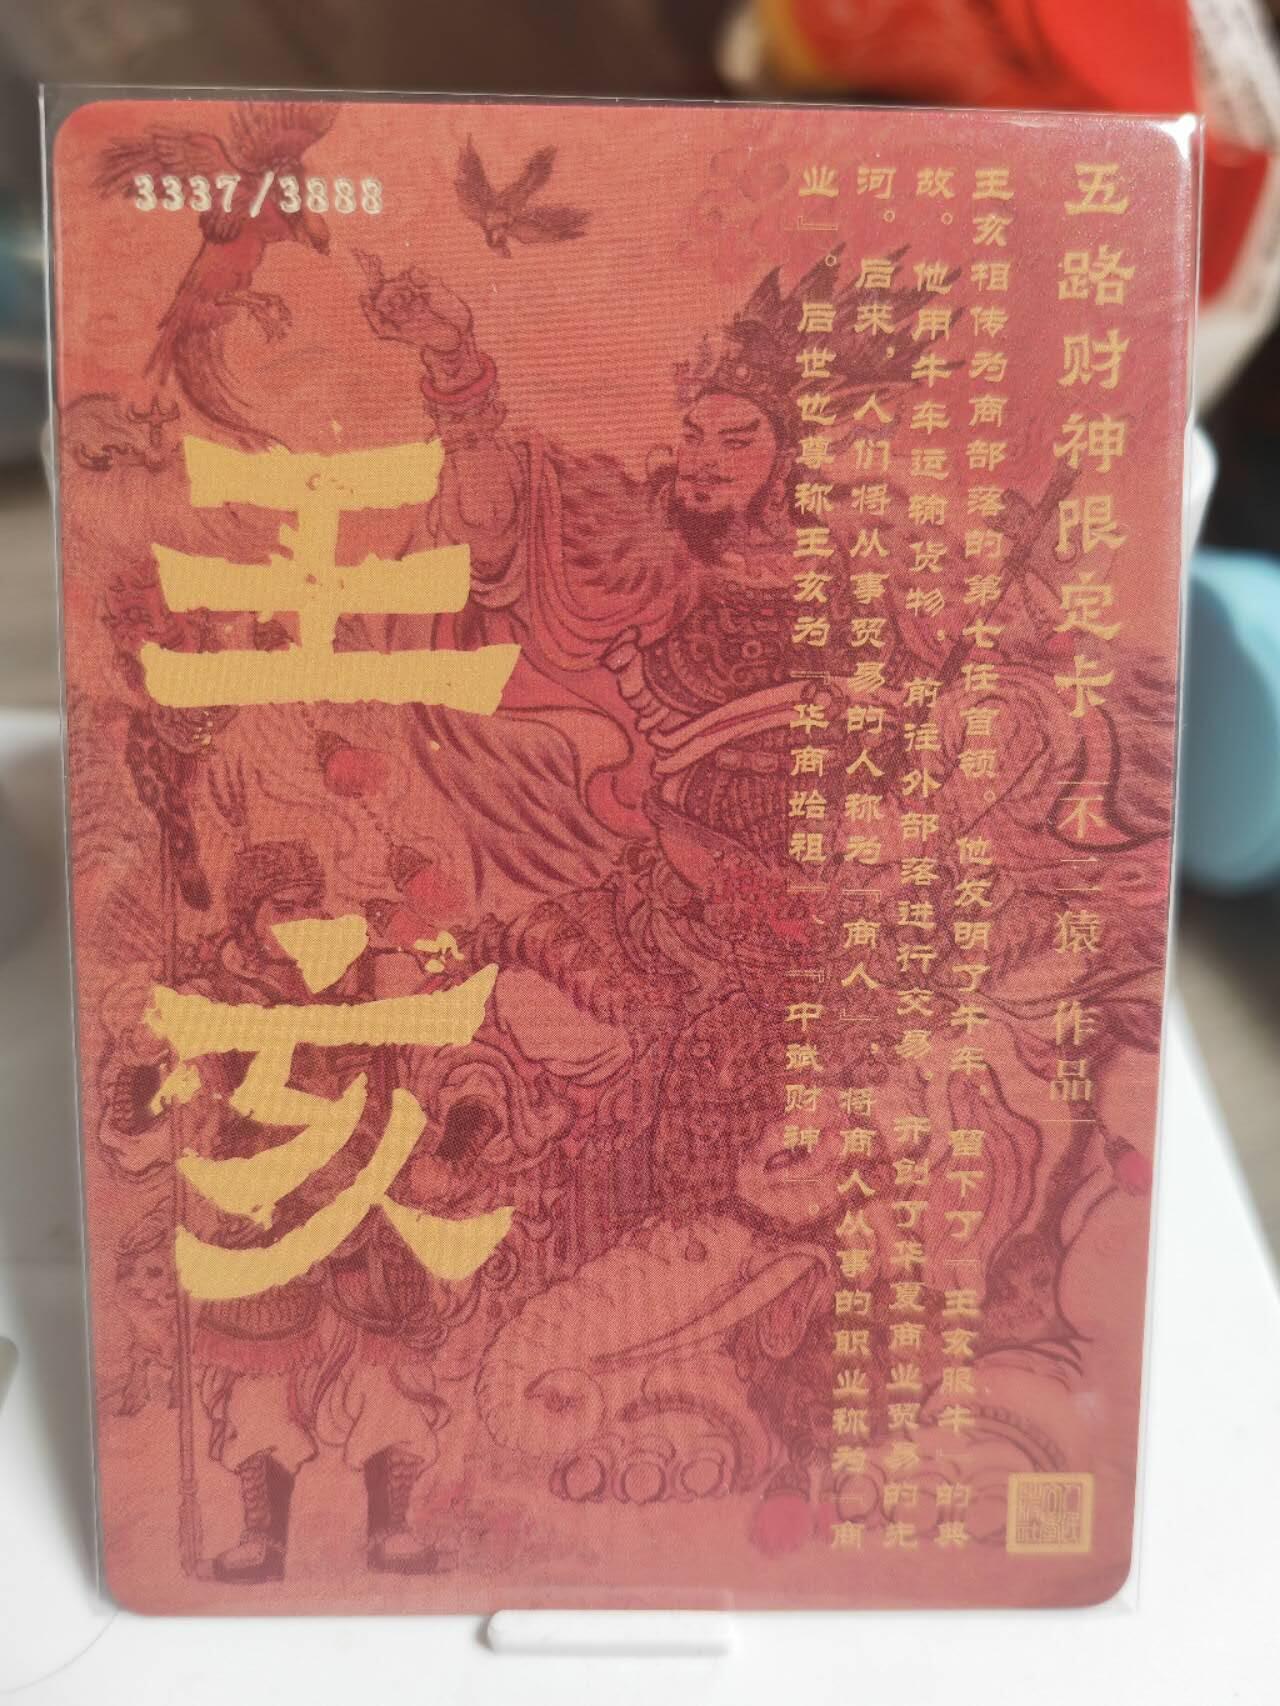 五路财神限定卡
不二猿作品
王亥相传为商部落的第七任首领。他发明了牛车，留下了「王亥服牛」的典
故。他用牛车运输货物，前往外部落进行交易，开创了华夏商业贸易的先
河。后来，人们将从事贸易的人称为『商人』，将商人从事的职业称为「商
业』。后世也尊称王亥为『华商始祖』、『中斌财神」。
3337/3888
王亥